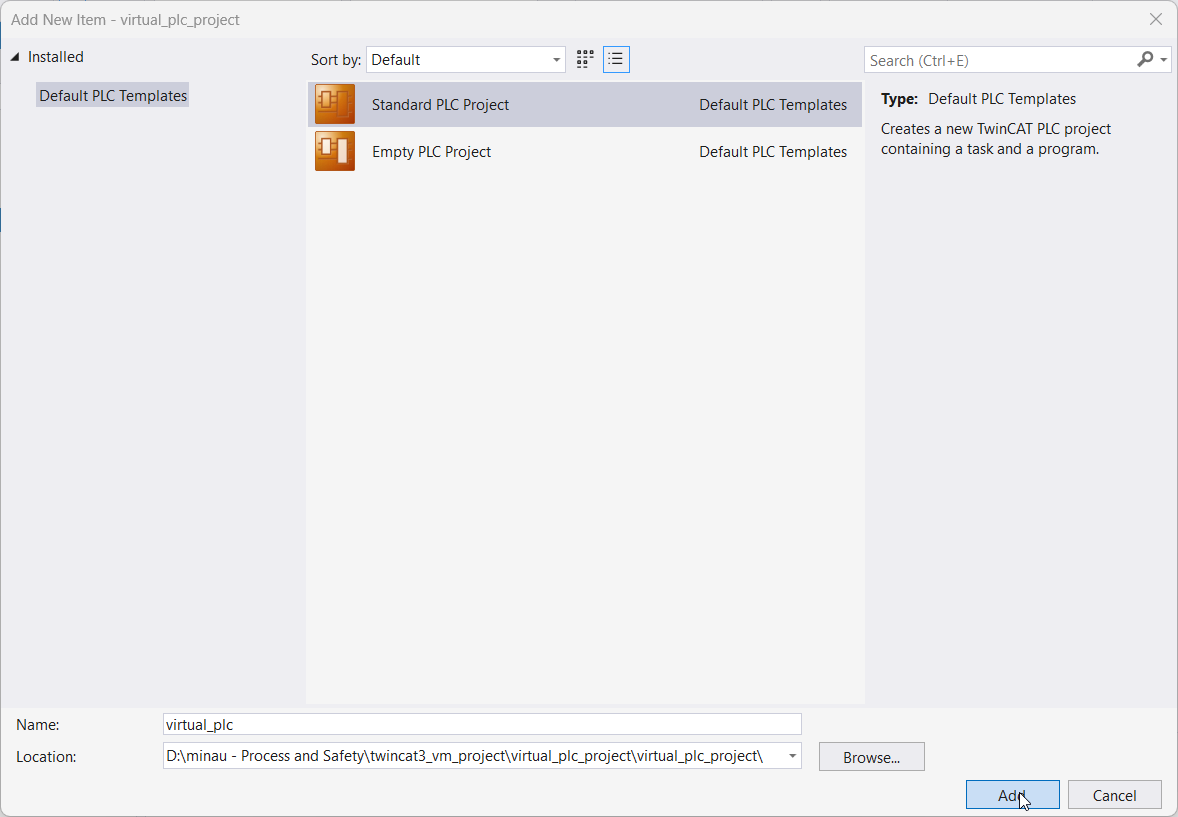 Add New Item - virtual_plc_project
Installed
Default PLC Templates
Sort by: Default
Search (Ctrl+E)
Standard PLC Project Default PLC Templates
Empty PLC Project Default PLC Templates
Type: Default PLC Templates
Creates a new TwinCAT PLC project
containing a task and a program.
Name: virtual_plc
Location: D:\minau - Process and Safety\twincat3_vm_project\virtual_plc_project\virtual_plc_project\
Browse...
Add Cancel